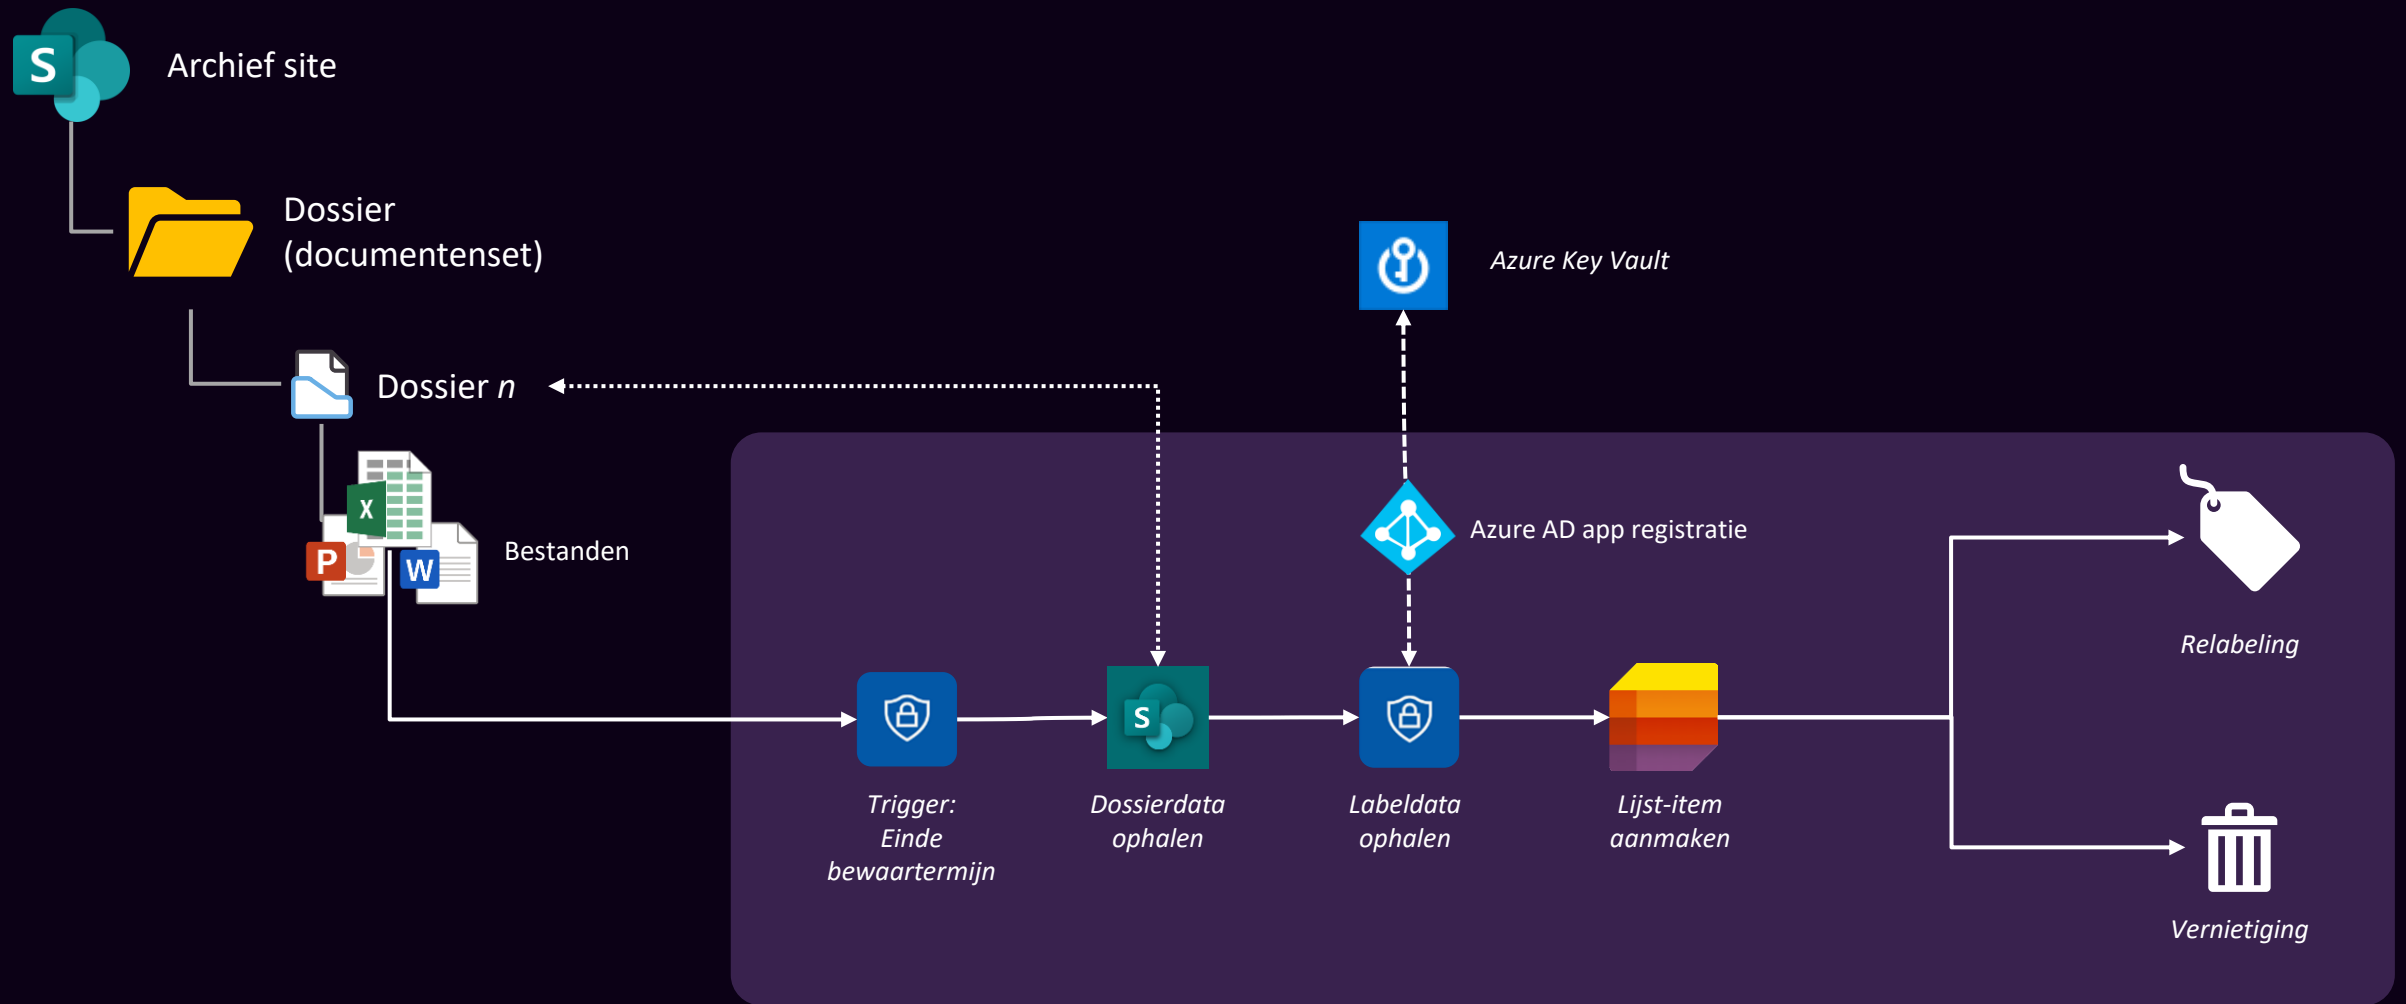 S
Archief site
Dossier
(documentenset)
Azure Key Vault
Dossier n
X
P
W
Bestanden
Azure AD app registratie
Relabeling
S
Trigger:
Einde
bewaartermijn
Dossierdata
ophalen
Labeldata
ophalen
Lijst-item
aanmaken
Vernietiging